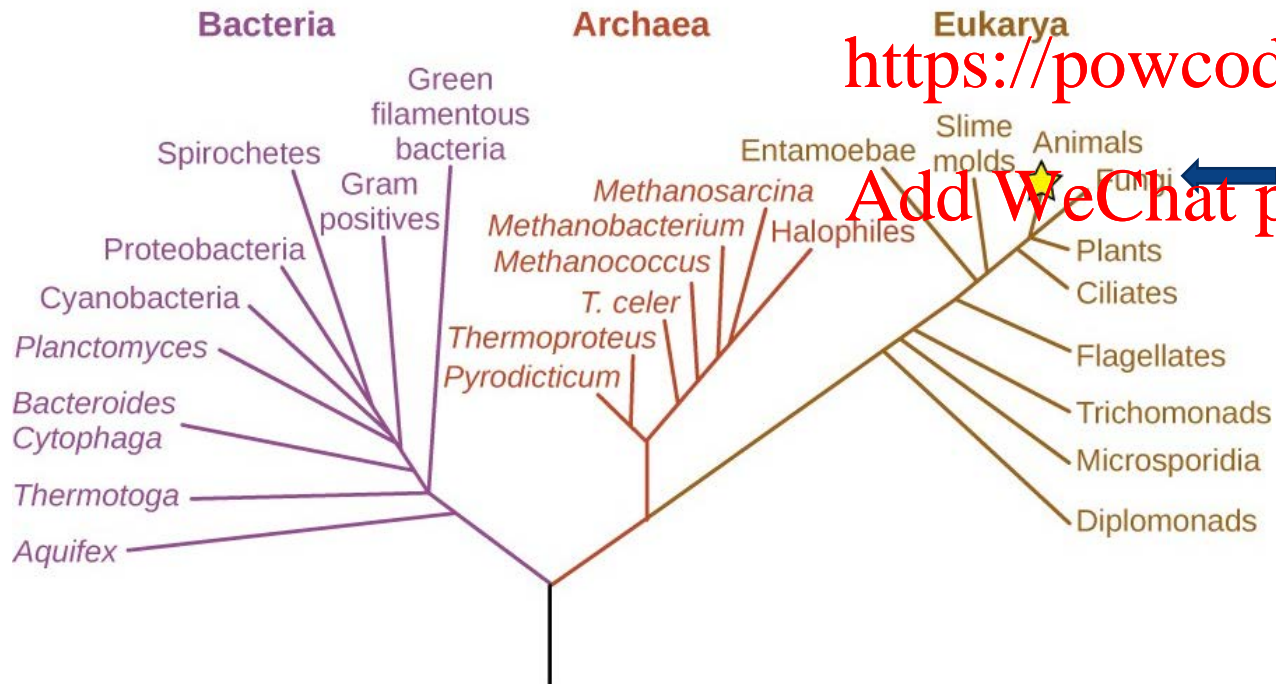 Bacteria
Archaea
Eukarya
https://powcod
Green
filamentous
bacteria
Spirochetes
Gram
positives
Proteobacteria
Cyanobacteria
Planctomyces
Bacteroides
Cytophaga
Thermotoga
Aquifex
Methanosarcina
Methanobacterium
Halophiles
Methanococcus
T. celer
Thermoproteus
Pyrodicticum
Entamoebae
Slime
molds
Animals
Fungi
Add WeChat p
Plants
Ciliates
Flagellates
Trichomonads
Microsporidia
Diplomonads